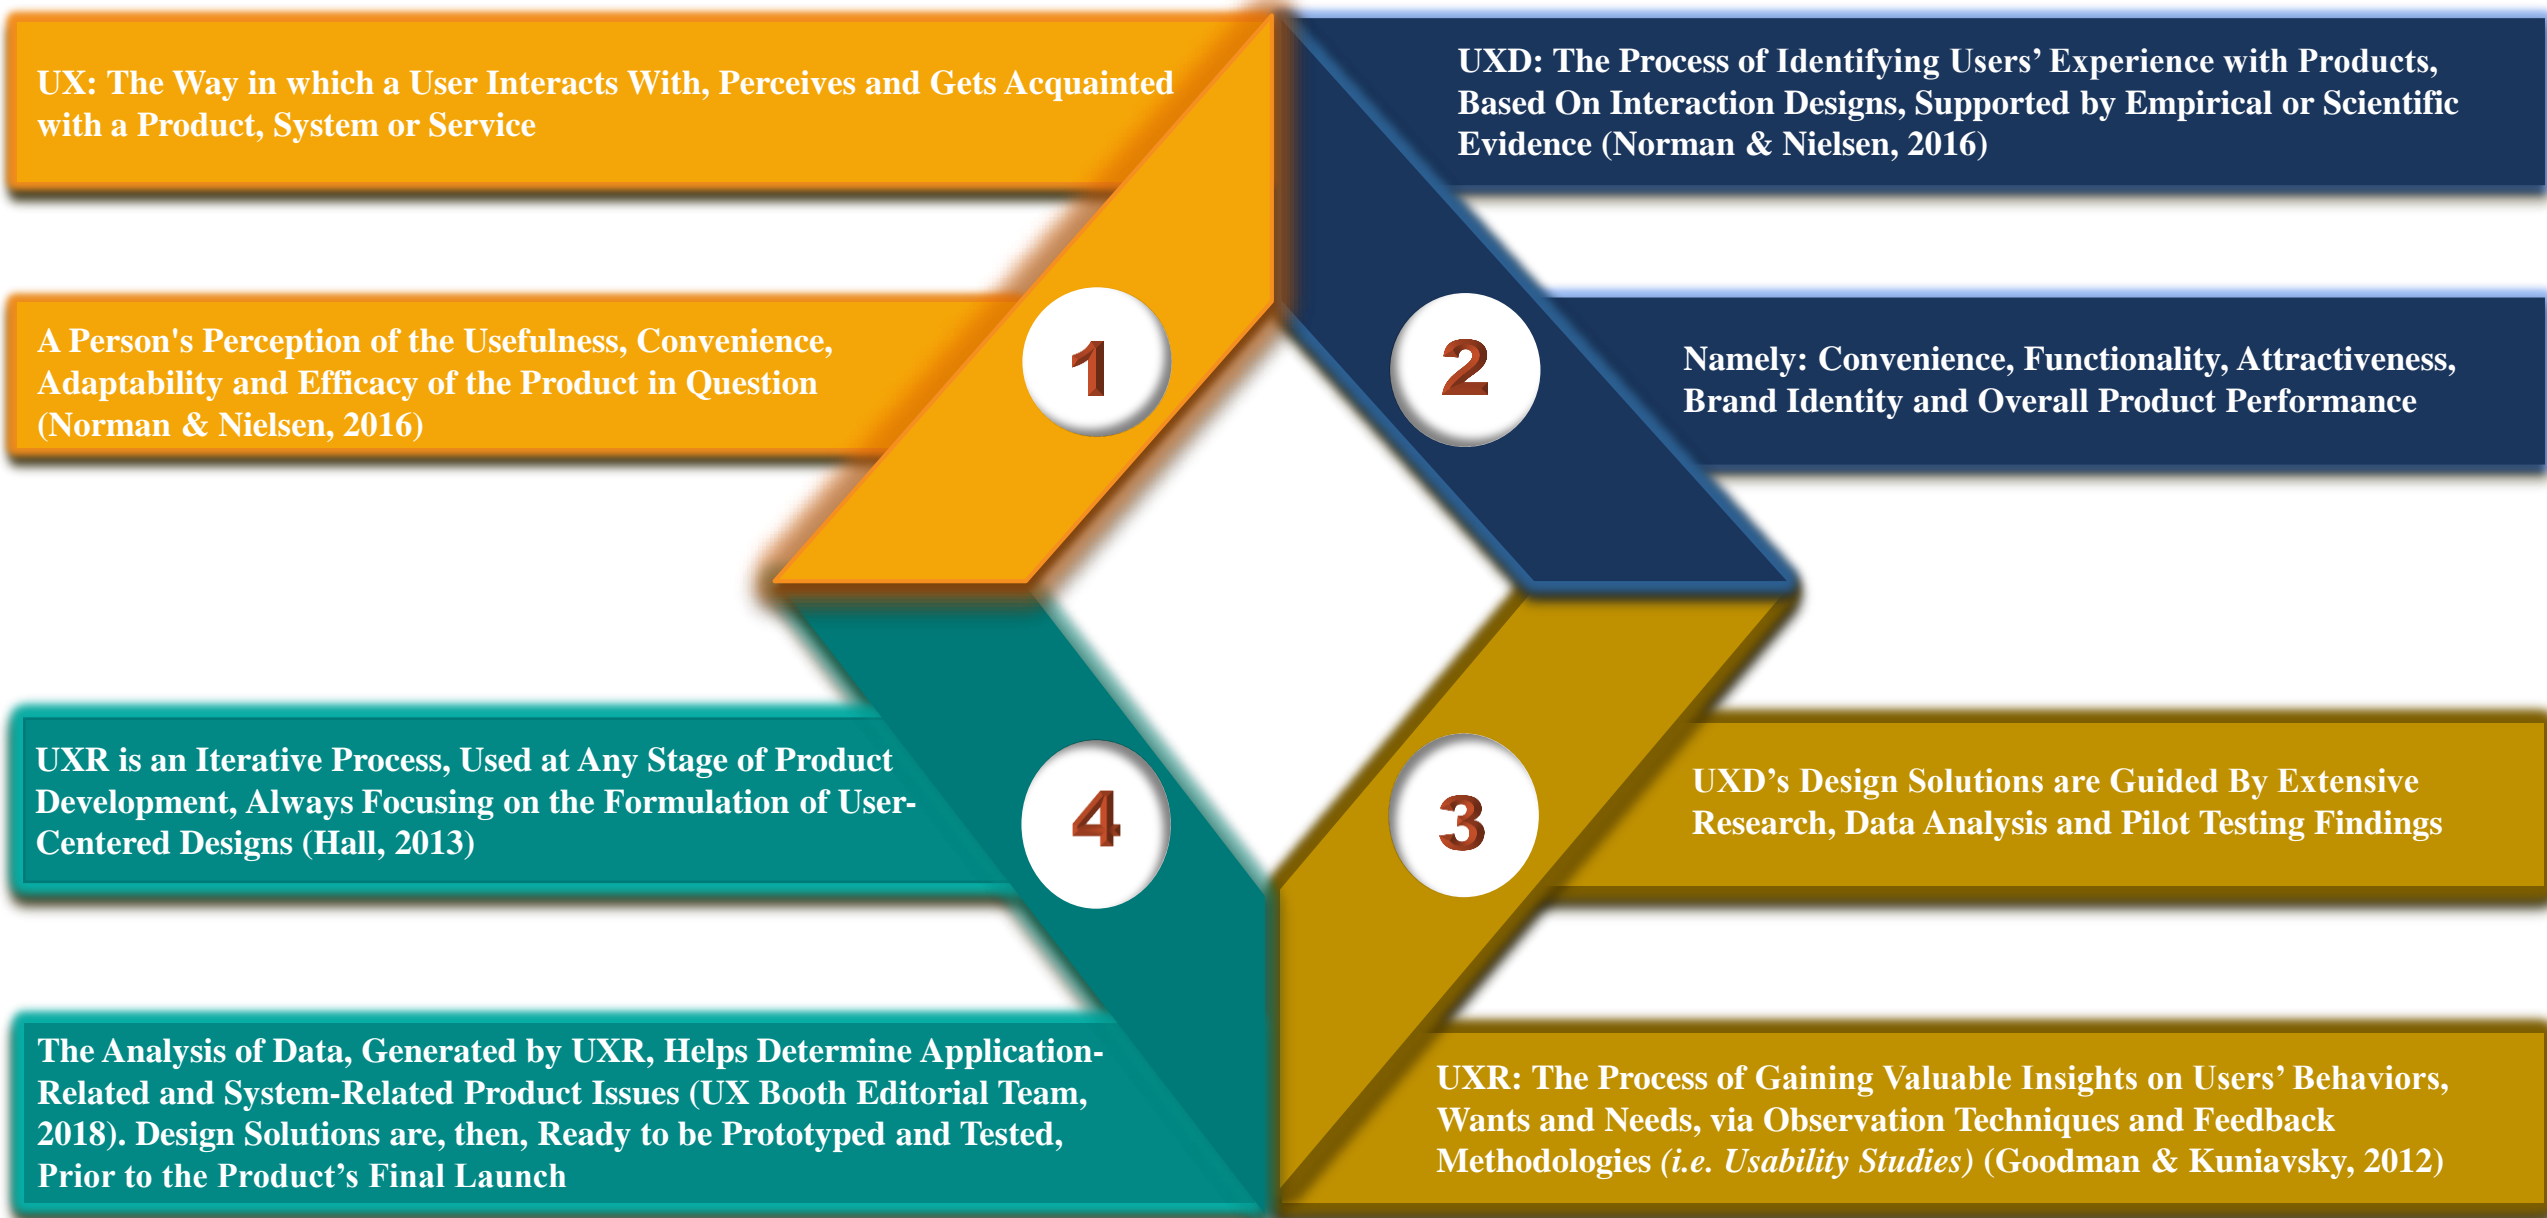 UX: The Way in which a User Interacts With, Perceives and Gets Acquainted
with a Product, System or Service
A Person's Perception of the Usefulness, Convenience,
Adaptability and Efficacy of the Product in Question
(Norman & Nielsen, 2016)
1
UXD: The Process of Identifying Users’ Experience with Products,
Based On Interaction Designs, Supported by Empirical or Scientific
Evidence (Norman & Nielsen, 2016)
2
Namely: Convenience, Functionality, Attractiveness,
Brand Identity and Overall Product Performance
3
UXD’s Design Solutions are Guided By Extensive
Research, Data Analysis and Pilot Testing Findings
UXR: The Process of Gaining Valuable Insights on Users’ Behaviors,
Wants and Needs, via Observation Techniques and Feedback
Methodologies (i.e. Usability Studies) (Goodman & Kuniavsky, 2012)
4
UXR is an Iterative Process, Used at Any Stage of Product
Development, Always Focusing on the Formulation of User-
Centered Designs (Hall, 2013)
The Analysis of Data, Generated by UXR, Helps Determine Application-
Related and System-Related Product Issues (UX Booth Editorial Team,
2018). Design Solutions are, then, Ready to be Prototyped and Tested,
Prior to the Product’s Final Launch